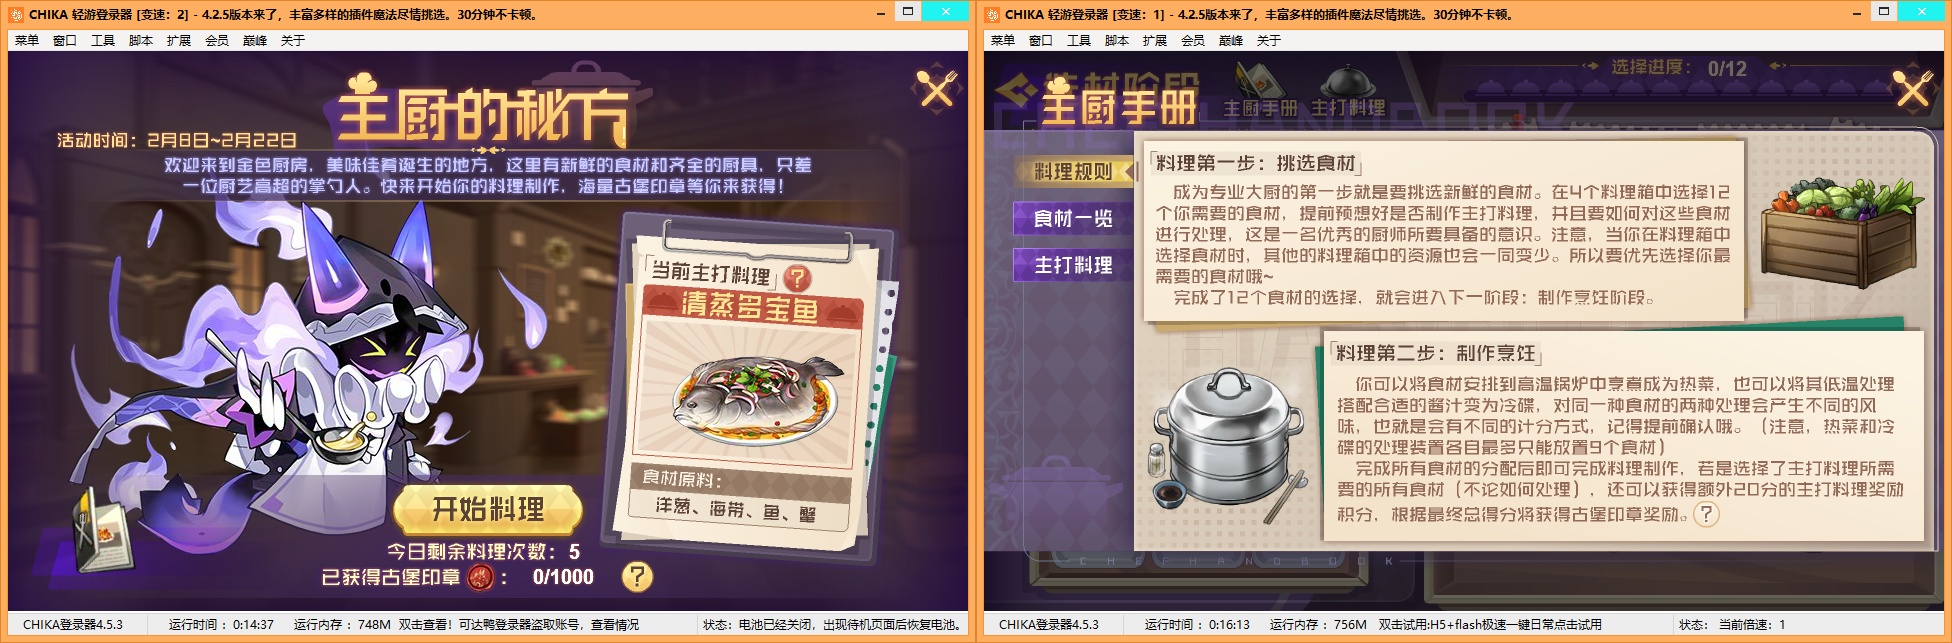 CHIKA 轻游登录器 [变速：2] - 4.2.5版本来了，丰富多样的插件魔法尽情挑选。30分钟不卡顿。
菜单 窗口 工具 脚本 扩展 会员 巅峰 关于
主厨的秘方
活动时间：2月8日~2月22日
欢迎来到金色厨房，美味佳肴诞生的地方，这里有新鲜的食材和齐全的厨具，只差
一位厨艺高超的掌勺人。快来开始你的料理制作，海量古堡印章等你来获得！
当前主打料理 ?
清蒸多宝鱼
食材原料：
洋葱、海带、鱼、蟹
开始料理
今日剩余料理次数：5
已获得古堡印章 ： 0/1000 ?
CHIKA登录器4.5.3 运行时间：0:14:37 运行内存：748M 双击查看！可达鸭登录器盗取账号，查看情况 状态：电池已经关闭，出现待机页面后恢复电池。
CHIKA 轻游登录器 [变速：1] - 4.2.5版本来了，丰富多样的插件魔法尽情挑选。30分钟不卡顿。
菜单 窗口 工具 脚本 扩展 会员 巅峰 关于
选材阶段
主厨手册 主打料理
选择进度： 0/12
主厨手册
料理规则
食材一览
主打料理
「料理第一步：挑选食材」
成为专业大厨的第一步就是要挑选新鲜的食材。在4个料理箱中选择12
个你需要的食材，提前预想好是否制作主打料理，并且要如何对这些食材
进行处理，这是一名优秀的厨师所要具备的意识。注意，当你在料理箱中
选择食材时，其他的料理箱中的资源也会一同变少。所以要优先选择你最
需要的食材哦~
完成了12个食材的选择，就会进入下一阶段：制作烹饪阶段。
「料理第二步：制作烹饪」
你可以将食材安排到高温锅炉中烹煮成为热菜，也可以将其低温处理
搭配合适的酱汁变为冷碟，对同一种食材的两种处理会产生不同的风
味，也就是会有不同的计分方式，记得提前确认哦。（注意，热菜和冷
碟的处理装置各自最多只能放置9个食材）
完成所有食材的分配后即可完成料理制作，若是选择了主打料理所需
要的所有食材（不论如何处理），还可以获得额外20分的主打料理奖励
积分，根据最终总得分将获得古堡印章奖励。 ?
CHEFHANDBOOK
CHIKA登录器4.5.3 运行时间：0:16:13 运行内存：756M 双击试用:H5+flash极速一键日常点击试用 状态： 当前倍速：1